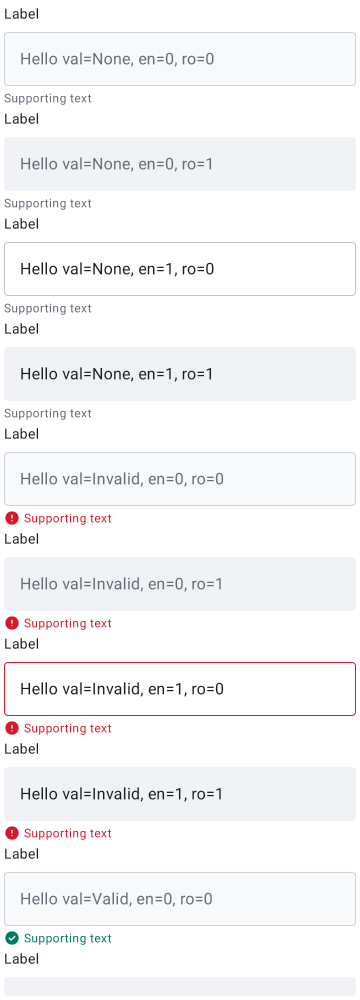 Label
Hello val=None, en=0, ro=0
Supporting text
Label
Hello val=None, en=0, ro=1
Supporting text
Label
Hello val=None, en=1, ro=0
Supporting text
Label
Hello val=None, en=1, ro=1
Supporting text
Label
Hello val=Invalid, en=0, ro=0
Supporting text
Label
Hello val=Invalid, en=0, ro=1
Supporting text
Label
Hello val=Invalid, en=1, ro=0
Supporting text
Label
Hello val=Invalid, en=1, ro=1
Supporting text
Label
Hello val=Valid, en=0, ro=0
Supporting text
Label